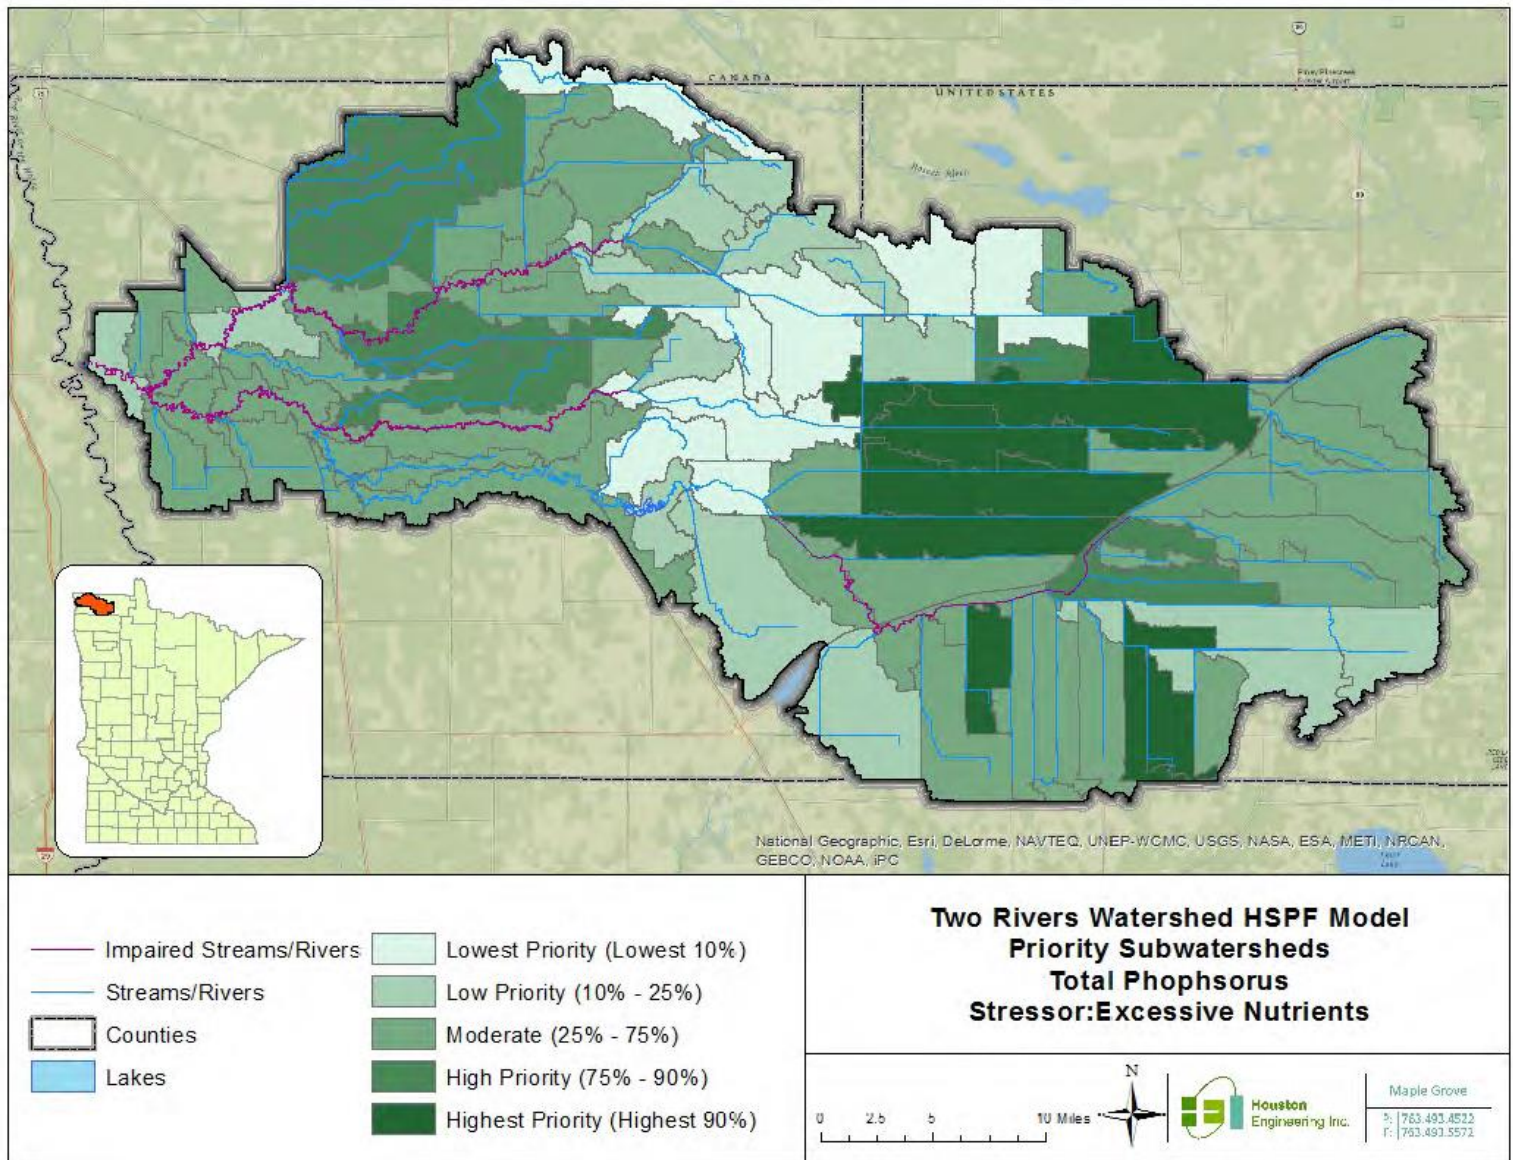 CANADA
UNITED STATES
Roseau River
National Geographic, Esri, DeLorme, NAVTEQ, UNEP-WCMC, USGS, NASA, ESA, METI, NRCAN,
GEBCO, NOAA, iPC
Impaired Streams/Rivers
Streams/Rivers
Counties
Lakes
Lowest Priority (Lowest 10%)
Low Priority (10% - 25%)
Moderate (25% - 75%)
High Priority (75% - 90%)
Highest Priority (Highest 90%)
Two Rivers Watershed HSPF Model
Priority Subwatersheds
Total Phophsorus
Stressor:Excessive Nutrients
0 2.5 5 10 Miles
N
Houston
Engineering Inc.
Maple Grove
P: 763.493.4522
F: 763.493.5572